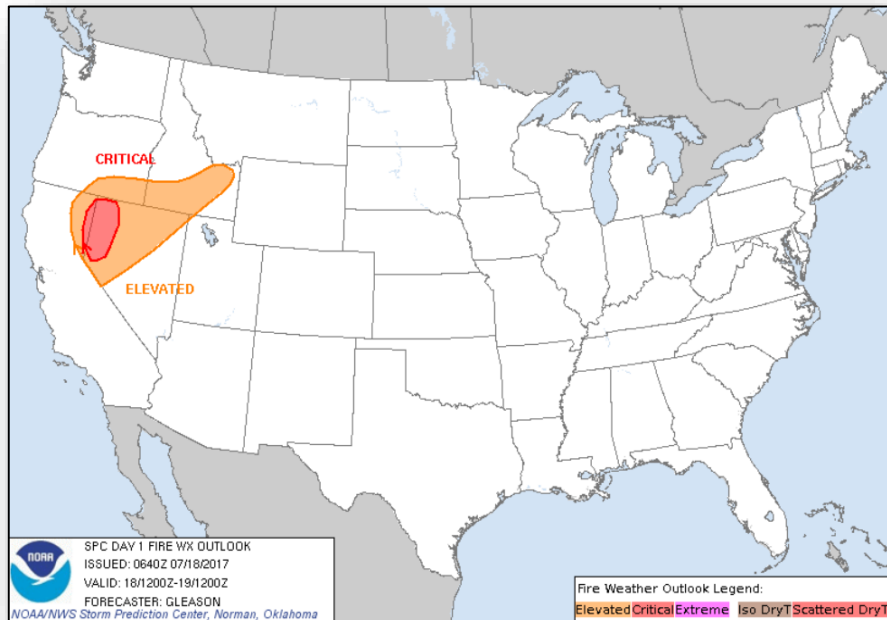 CRITICAL
ELEVATED
NOAA
SPC DAY 1 FIRE WX OUTLOOK
ISSUED: 0640Z 07/18/2017
VALID: 18/1200Z-19/1200Z
FORECASTER: GLEASON
NOAA/NWS Storm Prediction Center, Norman, Oklahoma
Fire Weather Outlook Legend:
Elevated Critical Extreme Iso DryT Scattered DryT